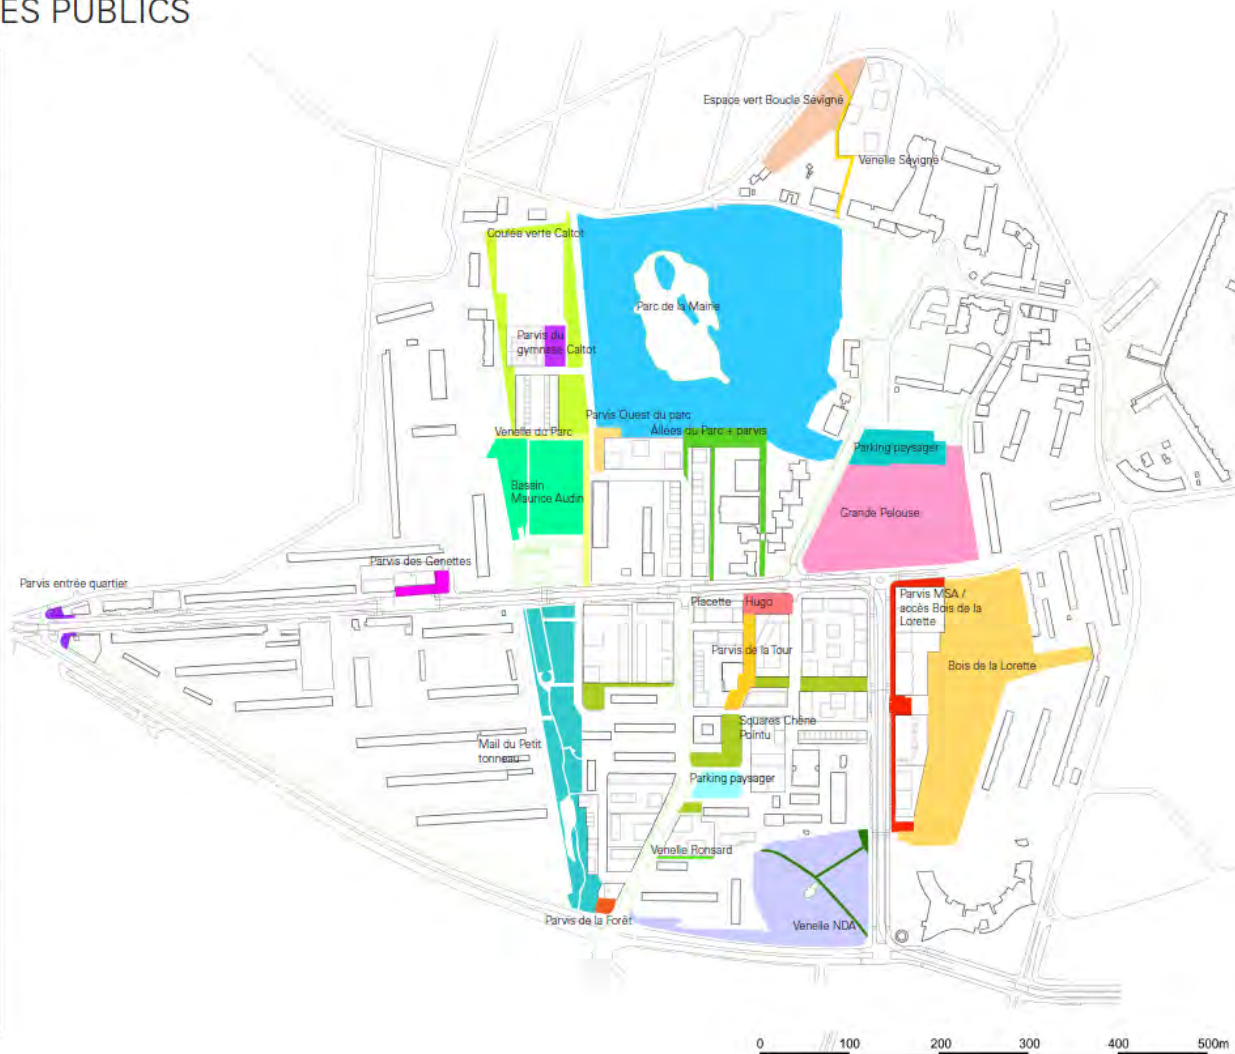 ES PUBLICS
Espace vert Boucle Sévigné
Venelle Sévigné
Coulée verte Caltot
Parc de la Mairie
Parvis du
gymnase Caltot
Parvis Ouest du parc
Allées du Parc + parvis
Venelle du Parc
Parking paysager
Bassin
Maurice Audin
Grande Pelouse
Parvis des Genettes
Parvis entrée quartier
Placette Hugo
Parvis MSA /
accès Bois de la
Lorette
Parvis de la Tour
Bois de la Lorette
Squares Chêne
Pointu
Mail du Petit
tonneau
Parking paysager
Venelle Ronsard
Parvis de la Forêt
Venelle NDA
0 100 200 300 400 500m